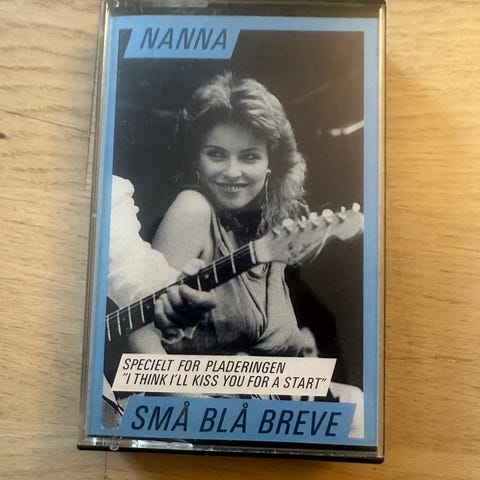 NANNA
SPECIELT FOR PLADERINGEN
"I THINK I'LL KISS YOU FOR A START"
SMÅ BLÅ BREVE